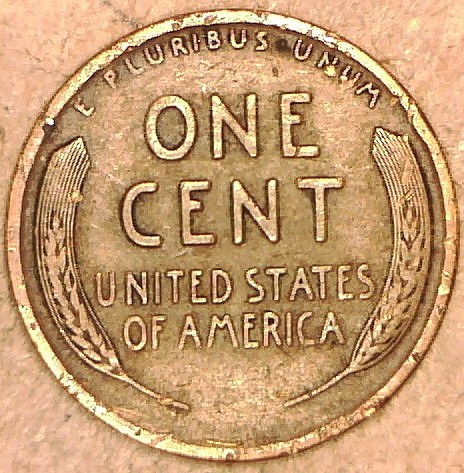 E PLURIBUS UNUM
ONE
CENT
UNITED STATES
OF AMERICA